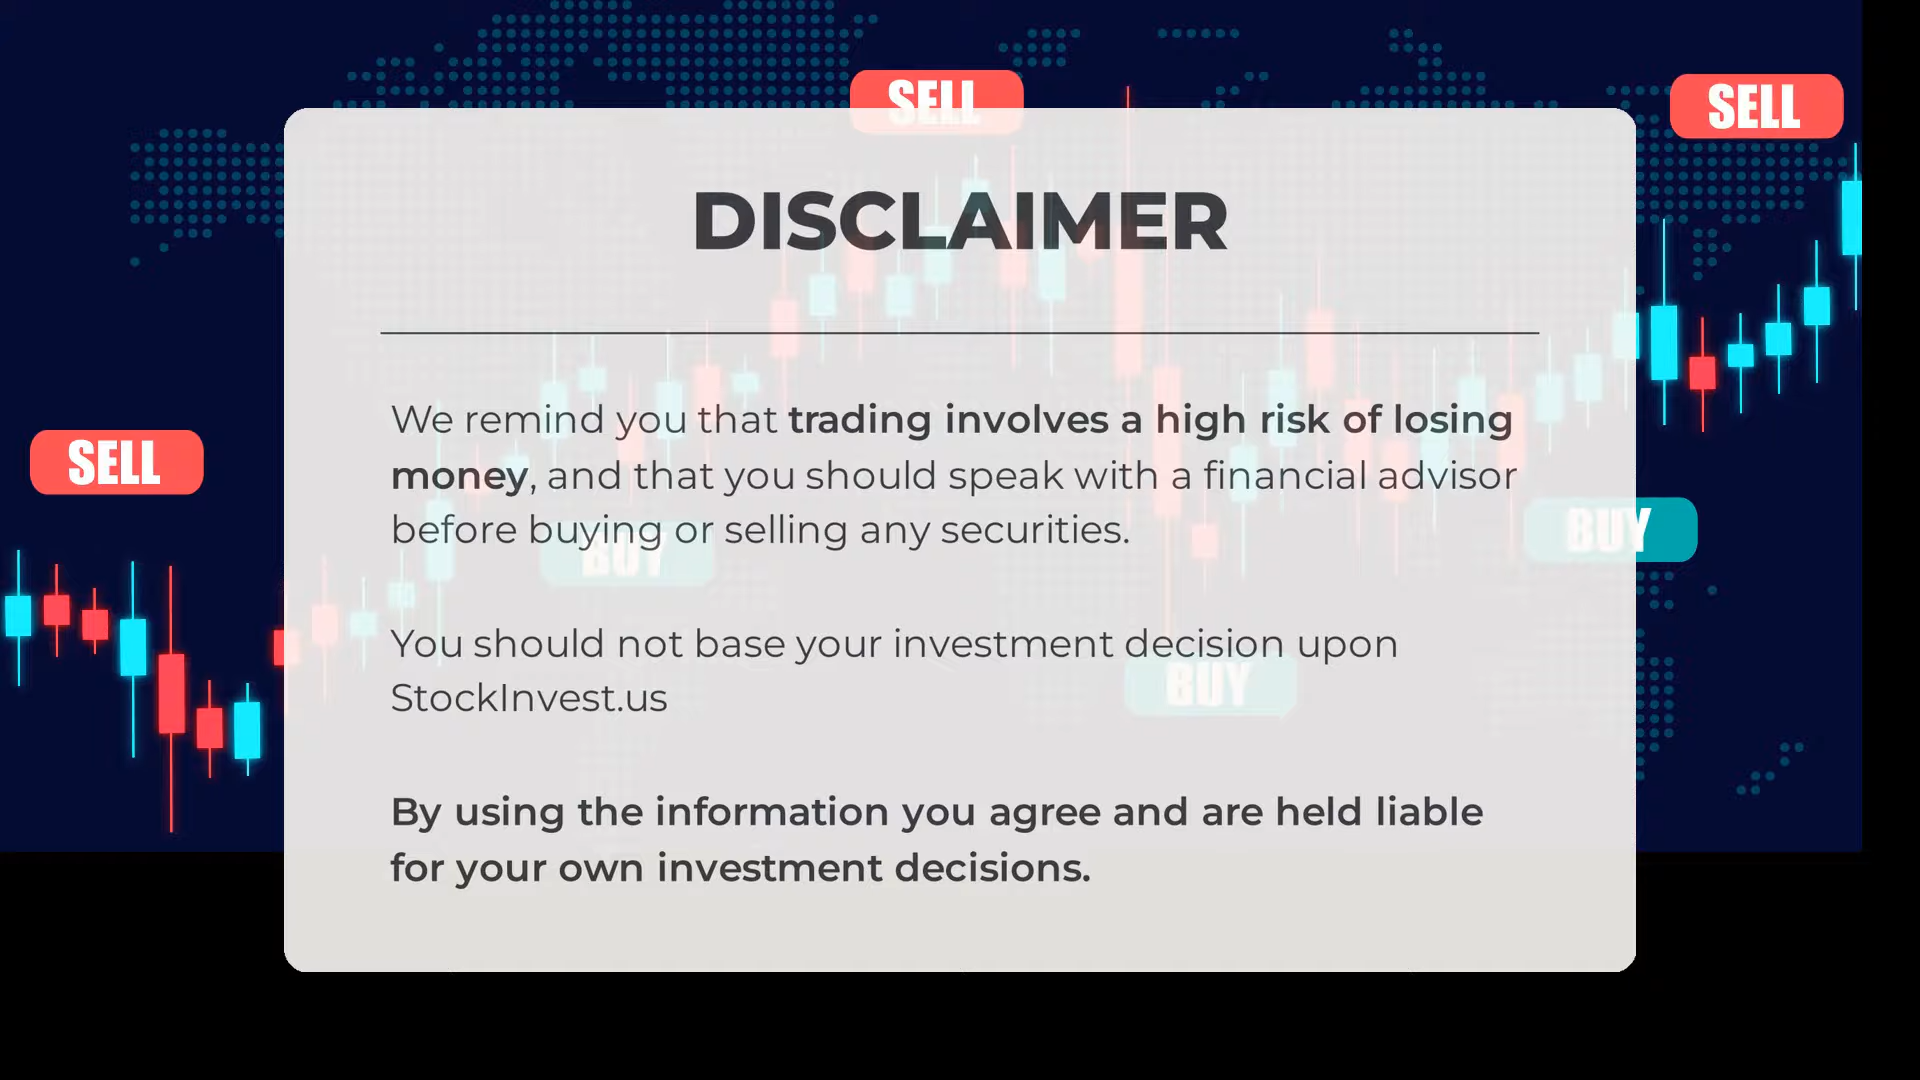 SELL
SELL
DISCLAIMER
We remind you that trading involves a high risk of losing
money, and that you should speak with a financial advisor
SELL
before buying or selling any securities.
BUY
BUY
You should not base your investment decision upon
BUY
StockInvest.us
By using the information you agree and are held liable
for your own investment decisions.